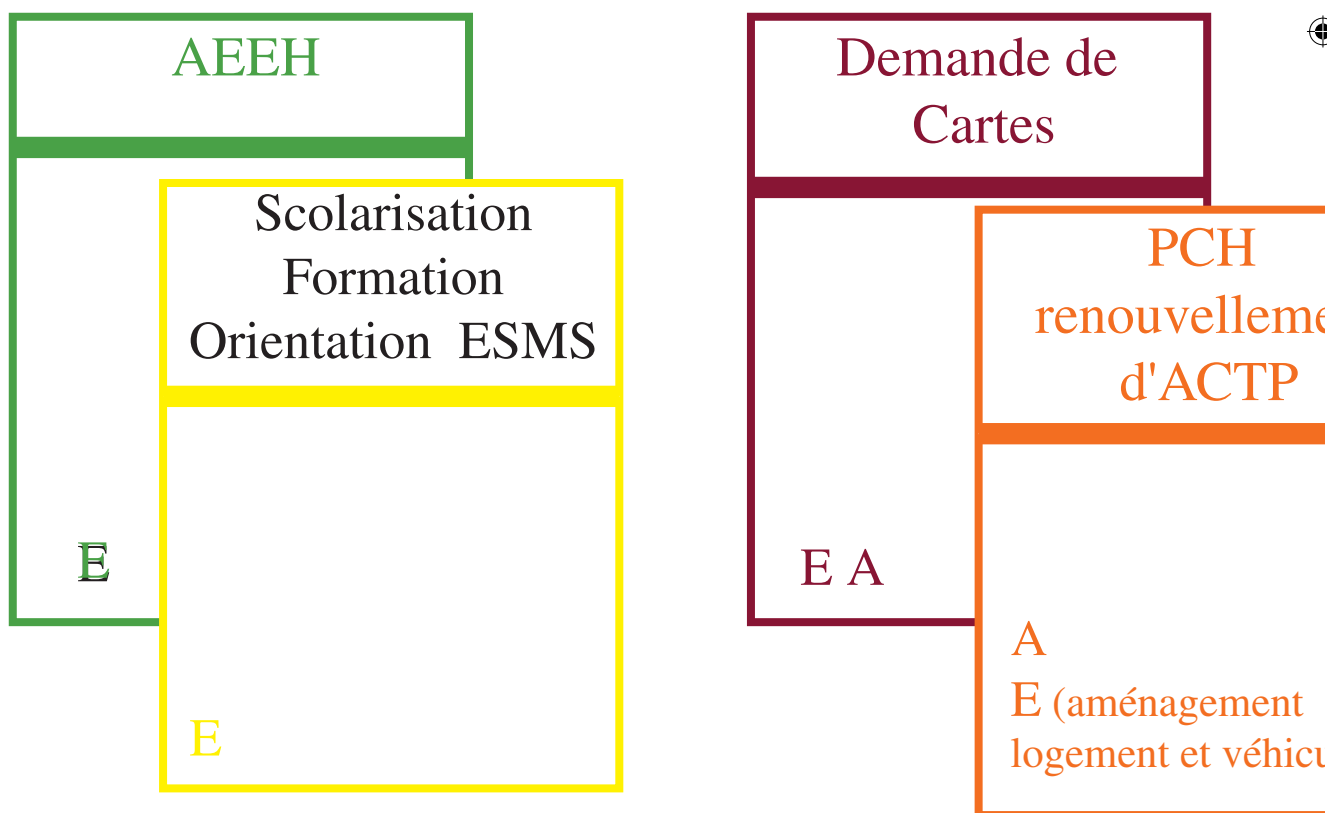 AEEH
Scolarisation
Formation
Orientation ESMS
E
E
Demande de
Cartes
E A
PCH
d'ACTP
A
E (aménagement
logement et